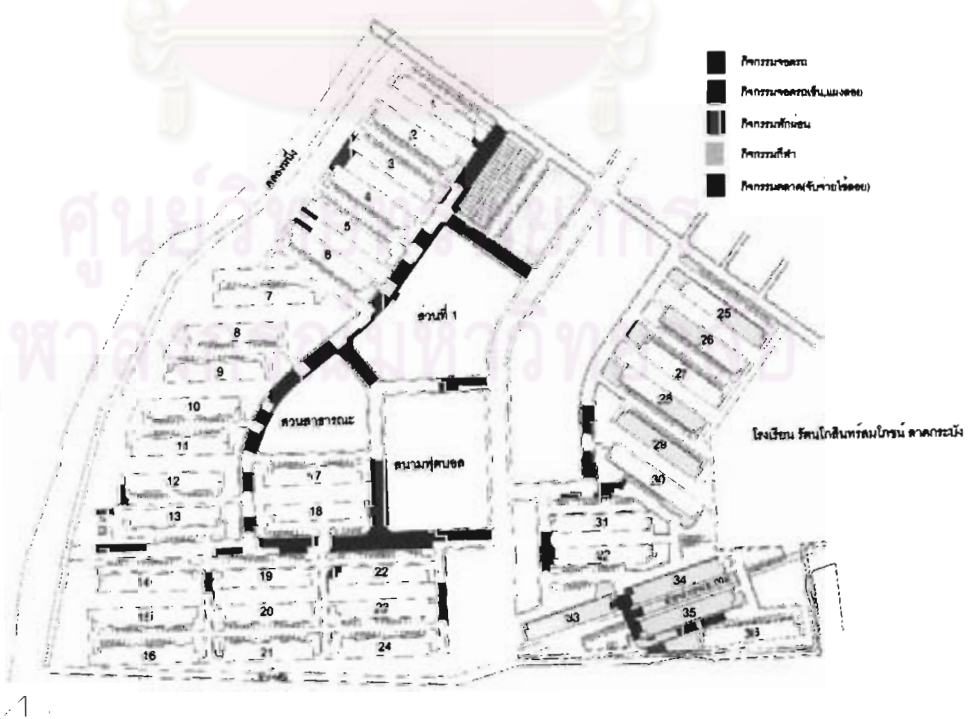 กิจกรรมจอดรถ
กิจกรรมจอดรถเข็น,แผงลอย
กิจกรรมพักผ่อน
กิจกรรมกีฬา
กิจกรรมตลาด(จับจ่ายใช้สอย)
คลองหนึ่ง
2
3
4
5
6
7
8
9
10
11
12
13
14
15
16
ส่วนที่ 1
สวนสาธารณะ
สนามฟุตบอล
17
18
19
20
21
22
23
24
25
26
27
28
29
30
โรงเรียน รัตนโกสินทร์สมโภชน์ ลาดกระบัง
31
32
33
34
35
36
ศูนย์วิทยทรัพยากร
จุฬาลงกรณ์มหาวิทยาลัย